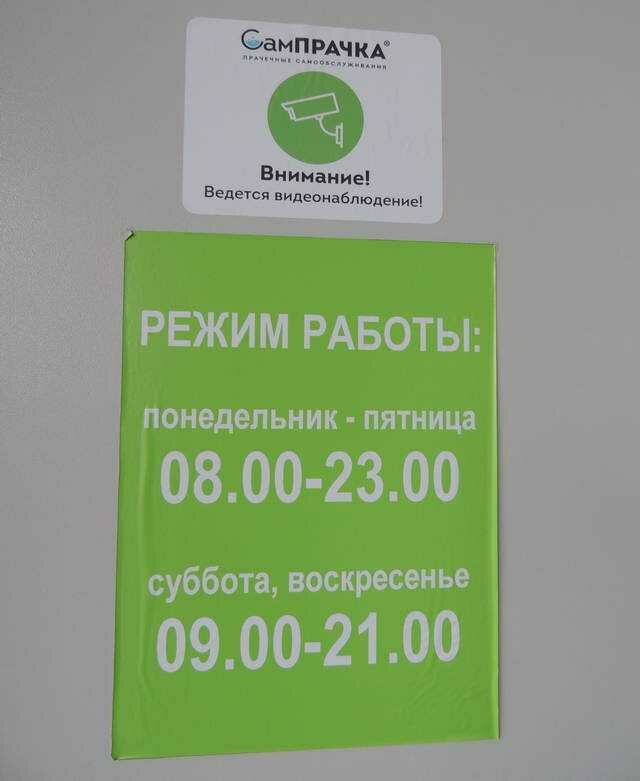 СамПРАЧКА®
ПРАЧЕЧНЫЕ САМООБСЛУЖИВАНИЯ
Внимание!
Ведется видеонаблюдение!
РЕЖИМ РАБОТЫ:
понедельник - пятница
08.00-23.00
суббота, воскресенье
09.00-21.00